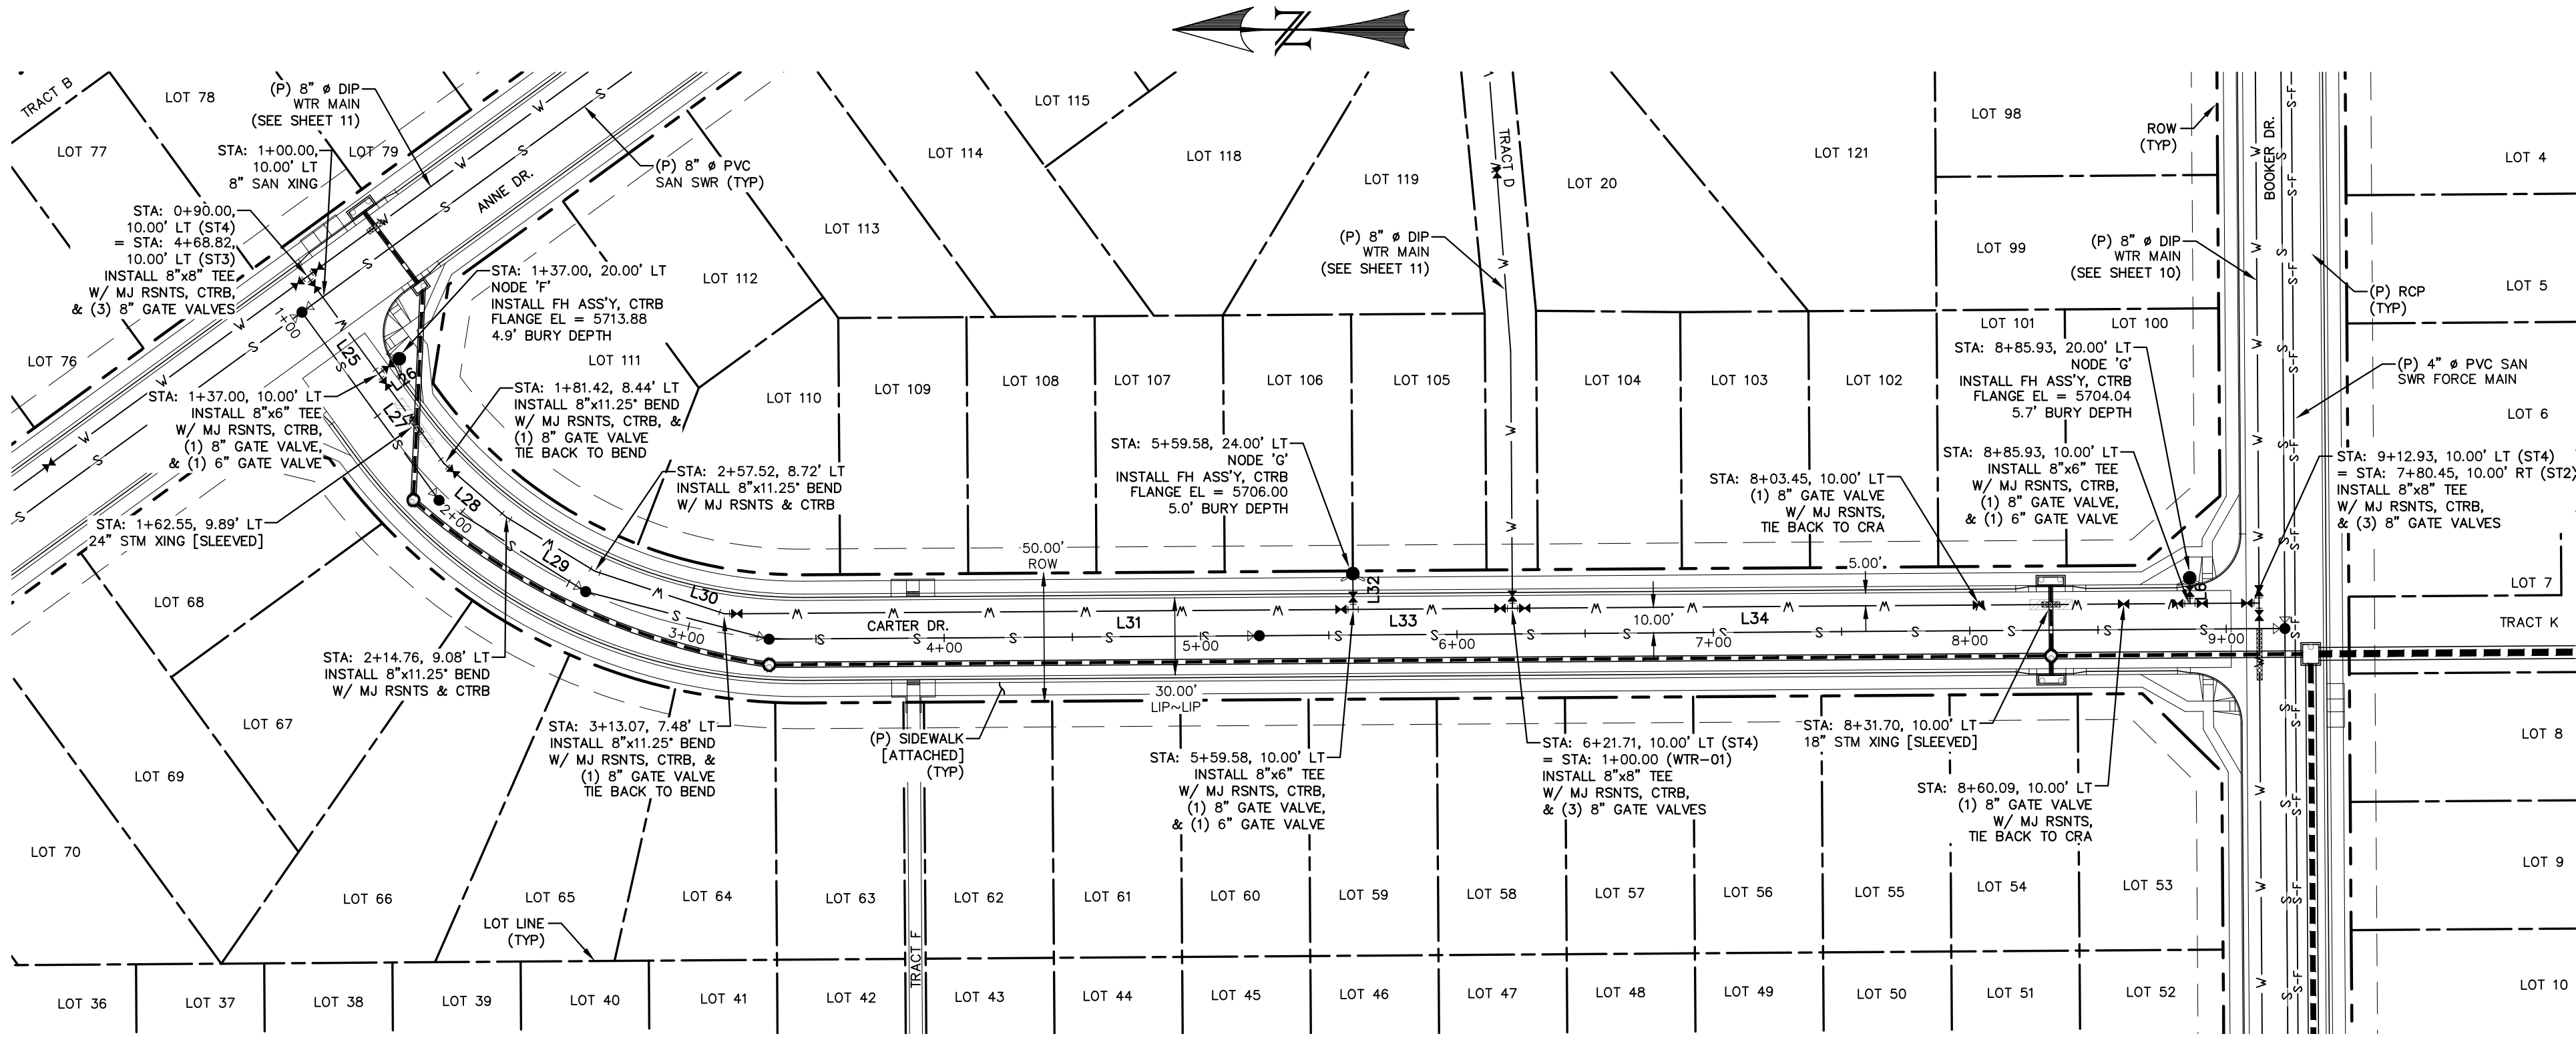 N
TRACT B
LOT 78
LOT 77
LOT 79
LOT 76
(P) 8" ø DIP
WTR MAIN
(SEE SHEET 11)
STA: 1+00.00,
10.00' LT
8" SAN XING
STA: 0+90.00,
10.00' LT (ST4)
= STA: 4+68.82,
10.00' LT (ST3)
INSTALL 8"x8" TEE
W/ MJ RSNTS, CTRB,
& (3) 8" GATE VALVES
(P) 8" ø PVC
SAN SWR (TYP)
ANNE DR.
1+00
STA: 1+37.00, 20.00' LT
NODE 'F'
INSTALL FH ASS'Y, CTRB
FLANGE EL = 5713.88
4.9' BURY DEPTH
STA: 1+37.00, 10.00' LT
INSTALL 8"x6" TEE
W/ MJ RSNTS, CTRB,
(1) 8" GATE VALVE,
& (1) 6" GATE VALVE
STA: 1+81.42, 8.44' LT
INSTALL 8"x11.25° BEND
W/ MJ RSNTS, CTRB, &
(1) 8" GATE VALVE
TIE BACK TO BEND
STA: 2+57.52, 8.72' LT
INSTALL 8"x11.25° BEND
W/ MJ RSNTS & CTRB
STA: 1+62.55, 9.89' LT
24" STM XING [SLEEVED]
STA: 2+14.76, 9.08' LT
INSTALL 8"x11.25° BEND
W/ MJ RSNTS & CTRB
STA: 3+13.07, 7.48' LT
INSTALL 8"x11.25° BEND
W/ MJ RSNTS, CTRB, &
(1) 8" GATE VALVE
TIE BACK TO BEND
L25
L26
L27
L28
L29
L30
L31
L32
L33
L34
2+00
3+00
4+00
5+00
6+00
7+00
8+00
9+00
CARTER DR.
50.00'
ROW
30.00'
LIP~LIP
10.00'
5.00'
(P) SIDEWALK
[ATTACHED]
(TYP)
LOT 115
LOT 114
LOT 113
LOT 112
LOT 111
LOT 110
LOT 109
LOT 108
LOT 107
LOT 106
LOT 105
LOT 104
LOT 103
LOT 102
LOT 101
LOT 100
LOT 118
LOT 119
TRACT D
LOT 20
LOT 121
LOT 98
LOT 99
(P) 8" ø DIP
WTR MAIN
(SEE SHEET 11)
STA: 5+59.58, 24.00' LT
NODE 'G'
INSTALL FH ASS'Y, CTRB
FLANGE EL = 5706.00
5.0' BURY DEPTH
STA: 8+03.45, 10.00' LT
(1) 8" GATE VALVE
W/ MJ RSNTS,
TIE BACK TO CRA
ROW
(TYP)
(P) 8" ø DIP
WTR MAIN
(SEE SHEET 10)
BOOKER DR.
STA: 8+85.93, 20.00' LT
NODE 'G'
INSTALL FH ASS'Y, CTRB
FLANGE EL = 5704.04
5.7' BURY DEPTH
STA: 8+85.93, 10.00' LT
INSTALL 8"x6" TEE
W/ MJ RSNTS, CTRB,
(1) 8" GATE VALVE,
& (1) 6" GATE VALVE
STA: 9+12.93, 10.00' LT (ST4)
= STA: 7+80.45, 10.00' RT (ST2)
INSTALL 8"x8" TEE
W/ MJ RSNTS, CTRB,
& (3) 8" GATE VALVES
(P) RCP
(TYP)
(P) 4" ø PVC SAN
SWR FORCE MAIN
STA: 5+59.58, 10.00' LT
INSTALL 8"x6" TEE
W/ MJ RSNTS, CTRB,
(1) 8" GATE VALVE,
& (1) 6" GATE VALVE
STA: 6+21.71, 10.00' LT (ST4)
= STA: 1+00.00 (WTR-01)
INSTALL 8"x8" TEE
W/ MJ RSNTS, CTRB,
& (3) 8" GATE VALVES
STA: 8+31.70, 10.00' LT
18" STM XING [SLEEVED]
STA: 8+60.09, 10.00' LT
(1) 8" GATE VALVE
W/ MJ RSNTS,
TIE BACK TO CRA
LOT 4
LOT 5
LOT 6
LOT 7
TRACT K
LOT 8
LOT 9
LOT 10
LOT 68
LOT 67
LOT 69
LOT 70
LOT 66
LOT 65
LOT 64
LOT 63
LOT 62
LOT 61
LOT 60
LOT 59
LOT 58
LOT 57
LOT 56
LOT 55
LOT 54
LOT 53
LOT LINE
(TYP)
TRACT F
LOT 36
LOT 37
LOT 38
LOT 39
LOT 40
LOT 41
LOT 42
LOT 43
LOT 44
LOT 45
LOT 46
LOT 47
LOT 48
LOT 49
LOT 50
LOT 51
LOT 52